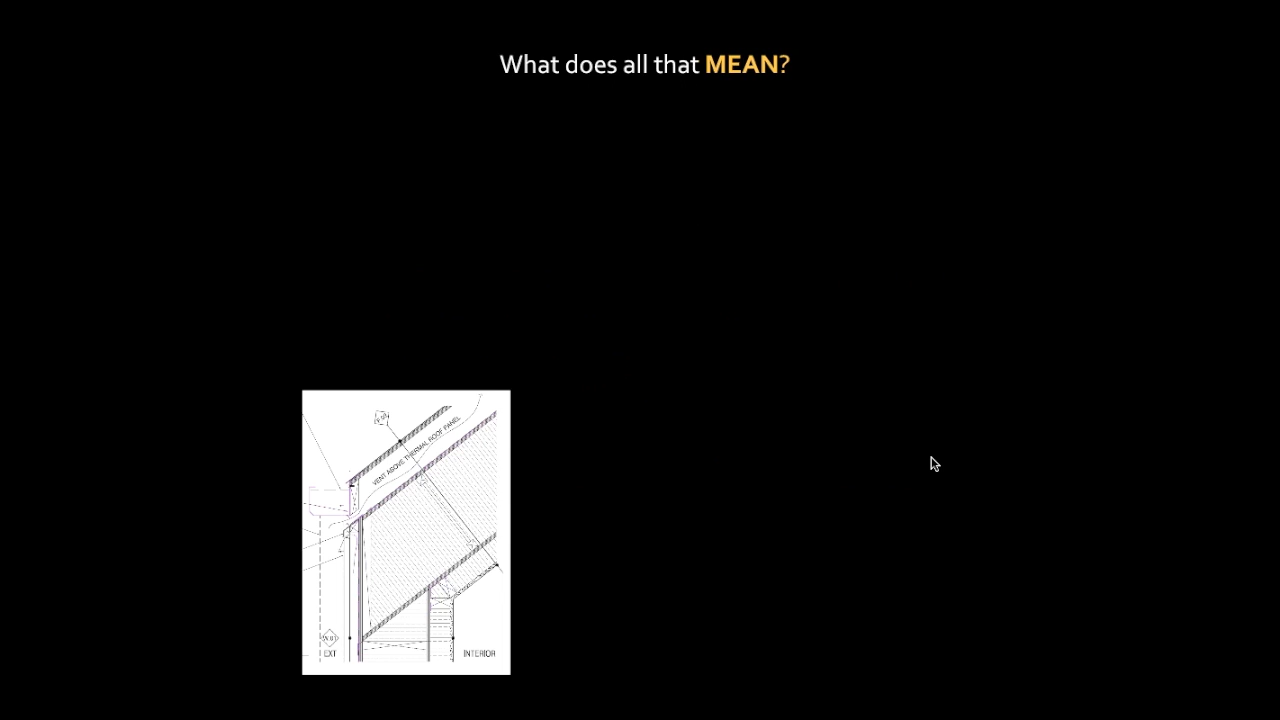 What does all that MEAN?
VENT ABOVE THERMAL ROOF PANEL
EXT
INTERIOR